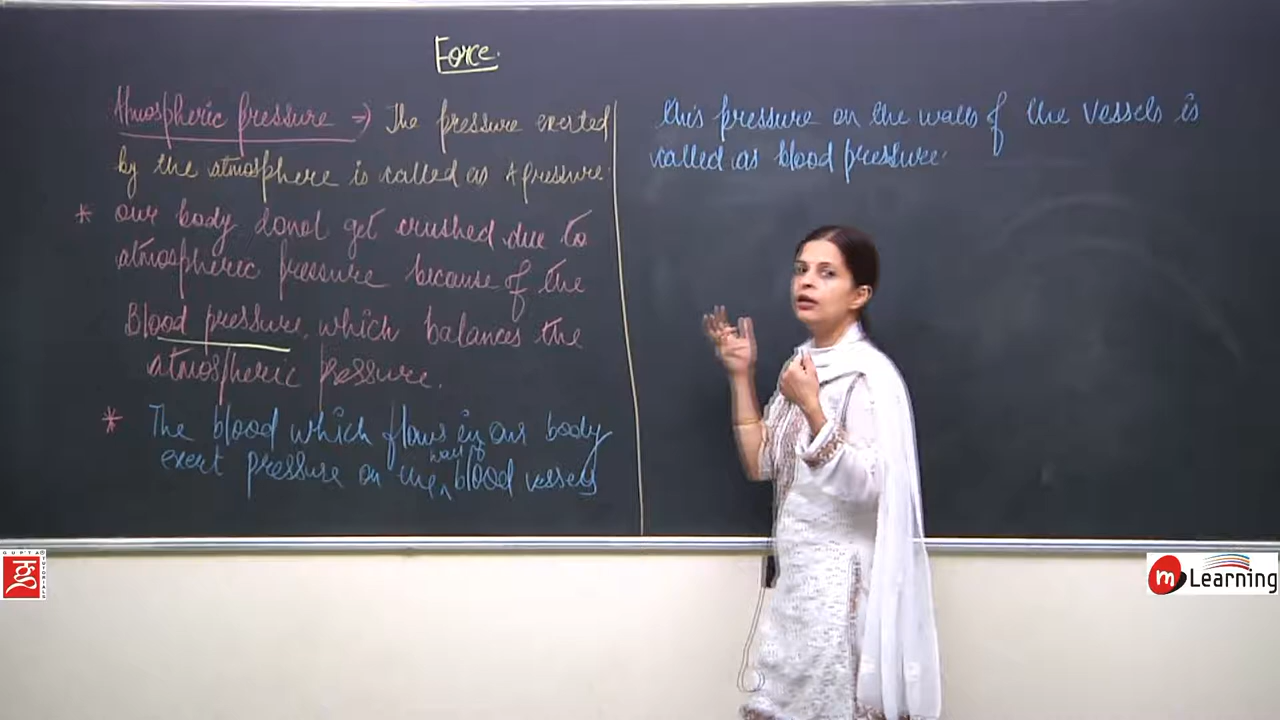 Force.
Atmospheric pressure → The pressure exerted
by the atmosphere is called as A pressure.
* our body donot get crushed due to
atmospheric pressure because of the
Blood pressure. which balances the
atmospheric pressure.
* The blood which flows in our body
wall of
exert pressure on the ^ blood vessels
this pressure on the walls of the vessels is
called as blood pressure.
GUPTA TUTORIALS
m Learning